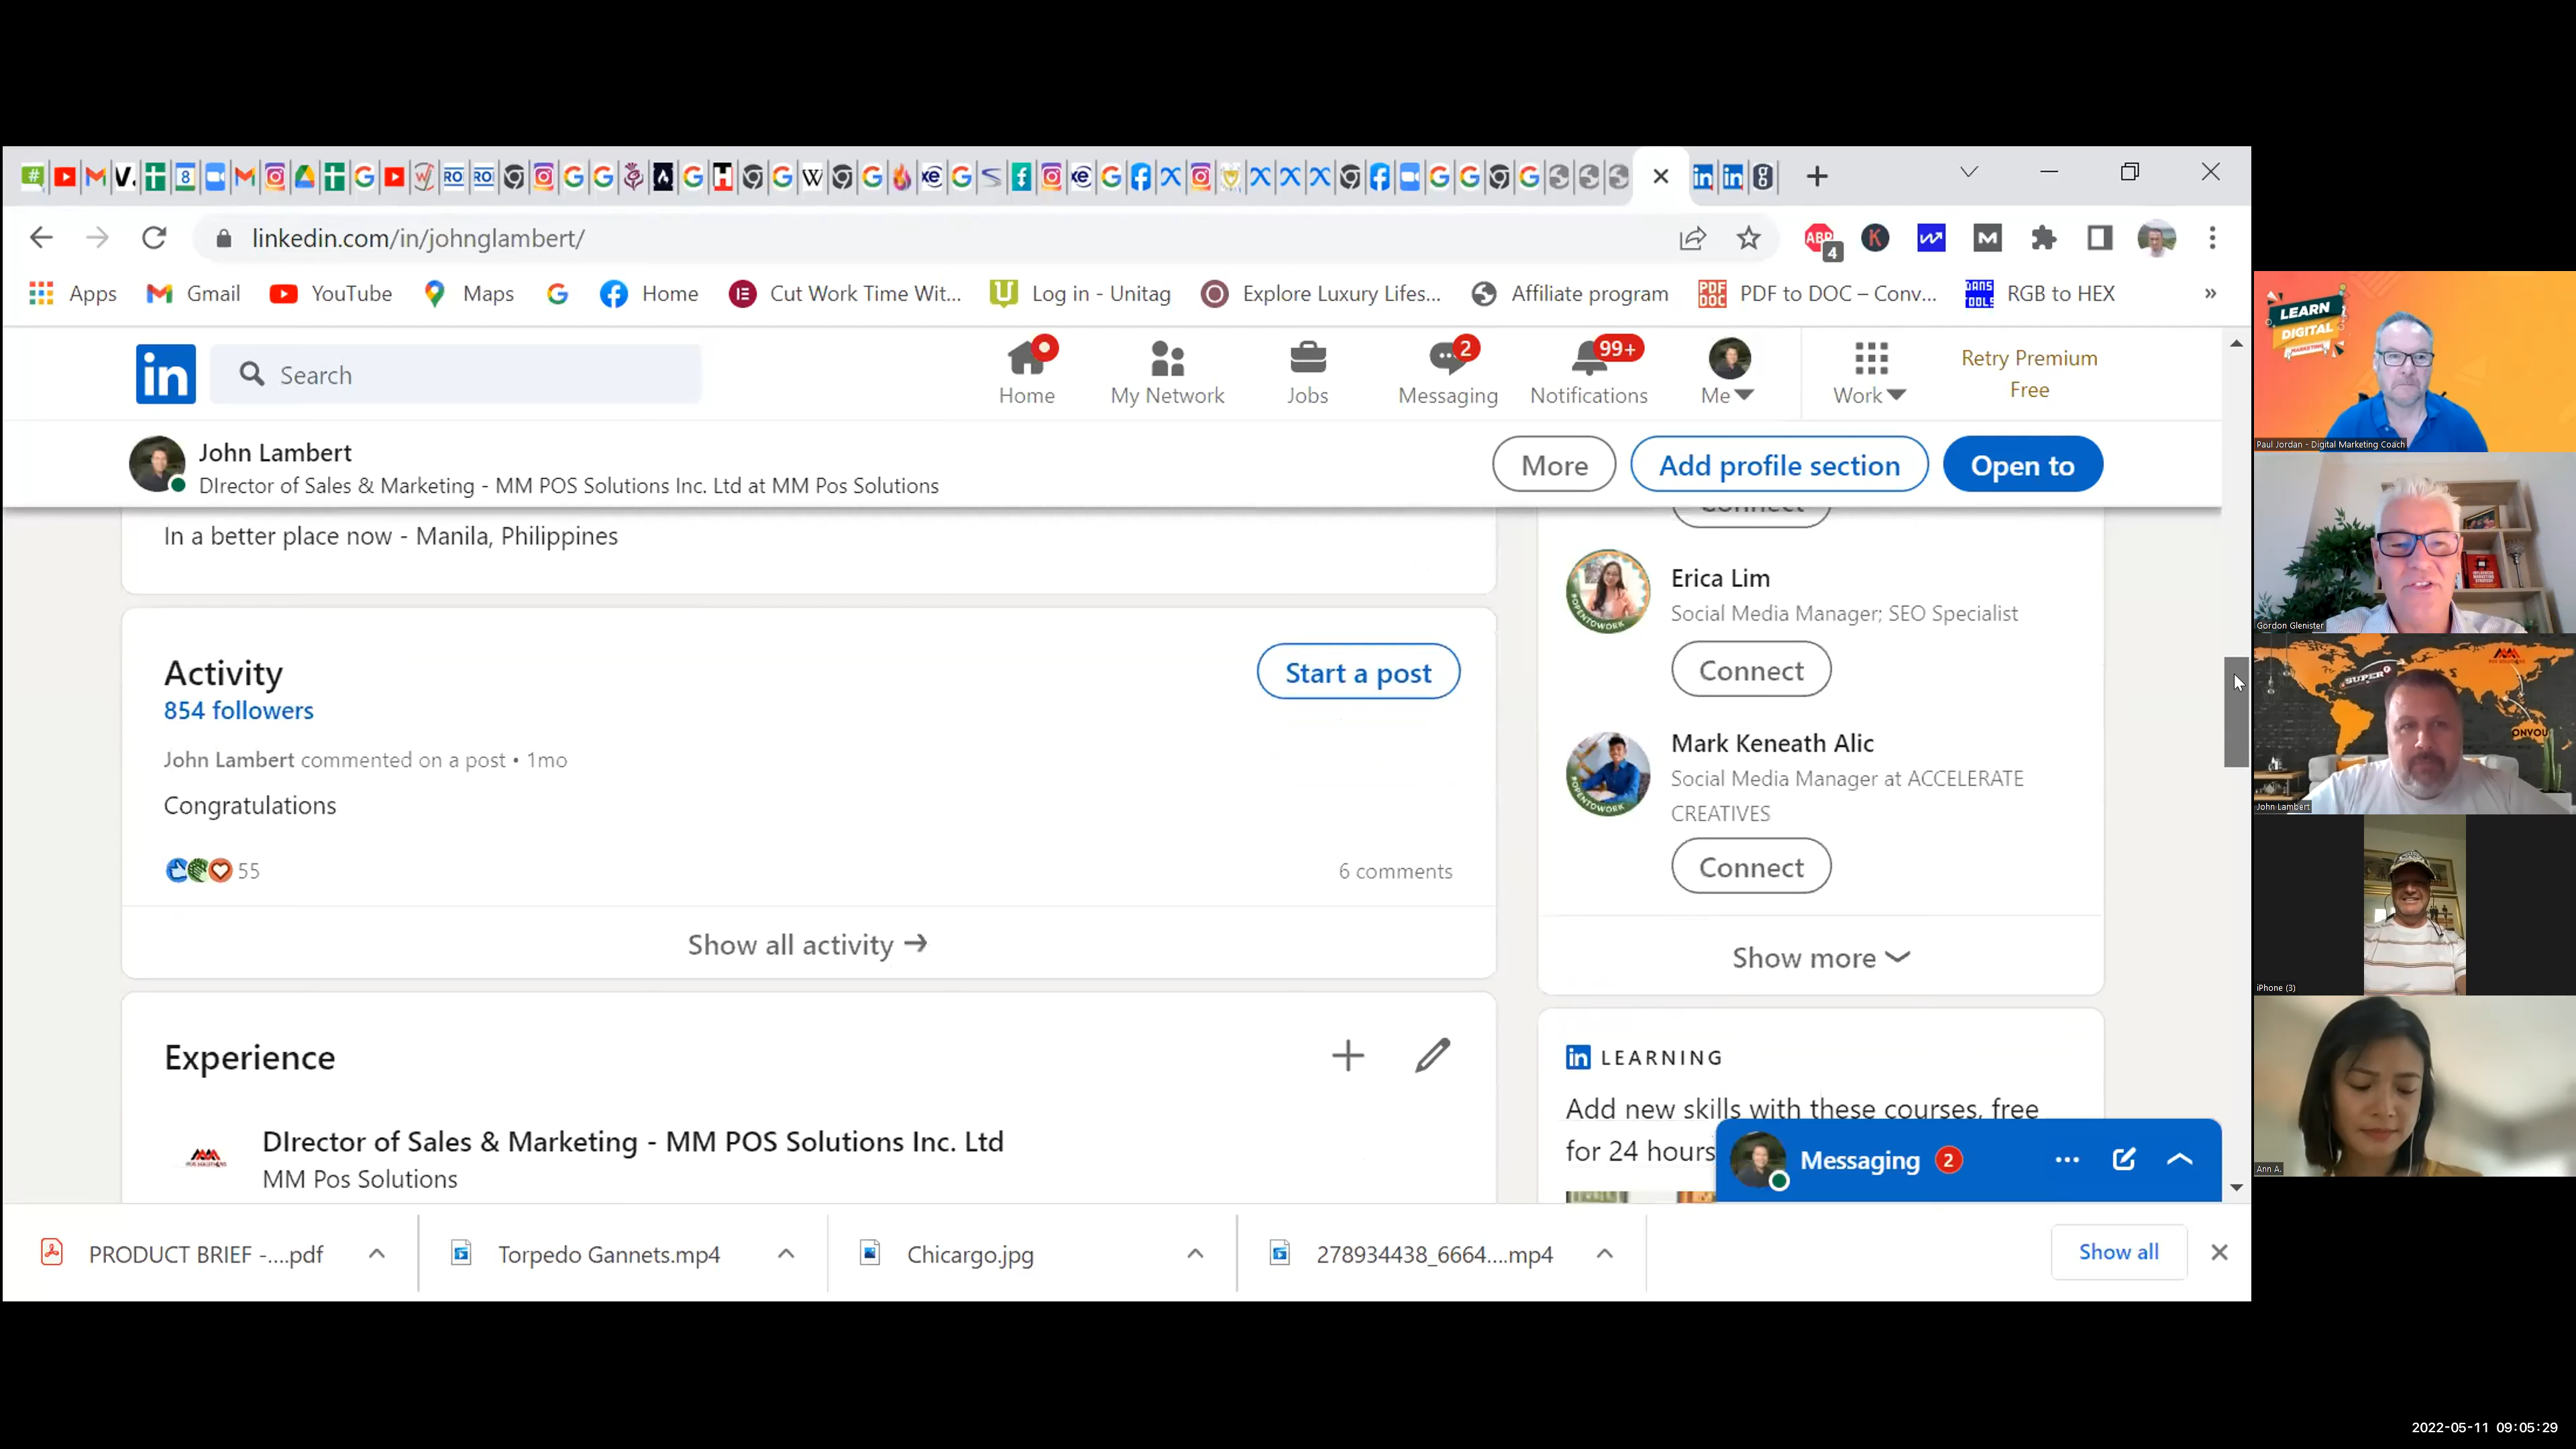 linkedin.com/in/johnglambert/
4
Apps
Gmail
YouTube
Maps
Home
Cut Work Time Wit...
Log in - Unitag
Explore Luxury Lifes...
Affiliate program
PDF to DOC – Conv...
RGB to HEX
»
Search
Home
My Network
Jobs
2
Messaging
99+
Notifications
Me
Work
Retry Premium
Free
John Lambert
DIrector of Sales & Marketing - MM POS Solutions Inc. Ltd at MM Pos Solutions
More
Add profile section
Open to
In a better place now - Manila, Philippines
Activity
854 followers
Start a post
John Lambert commented on a post • 1mo
Congratulations
55
6 comments
Show all activity →
Experience
DIrector of Sales & Marketing - MM POS Solutions Inc. Ltd
MM Pos Solutions
Connect
Erica Lim
Social Media Manager; SEO Specialist
Connect
Mark Keneath Alic
Social Media Manager at ACCELERATE
CREATIVES
Connect
Show more
in LEARNING
Add new skills with these courses, free
for 24 hours
Messaging 2
PRODUCT BRIEF -....pdf
Torpedo Gannets.mp4
Chicargo.jpg
278934438_6664....mp4
Show all
LEARN
DIGITAL
MARKETING
Paul Jordan - Digital Marketing Coach
Gordon Glenister
SUPER
John Lambert
iPhone (3)
Ann A.
2022-05-11 09:05:29